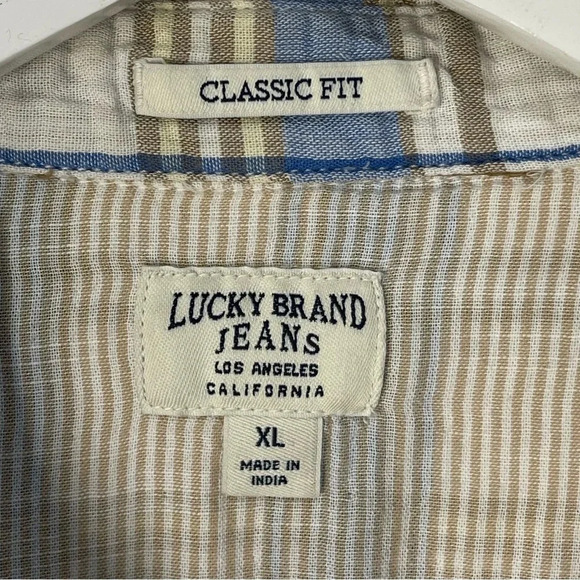 CLASSIC FIT
LUCKY BRAND
JEANS
LOS ANGELES
CALIFORNIA
XL
MADE IN
INDIA